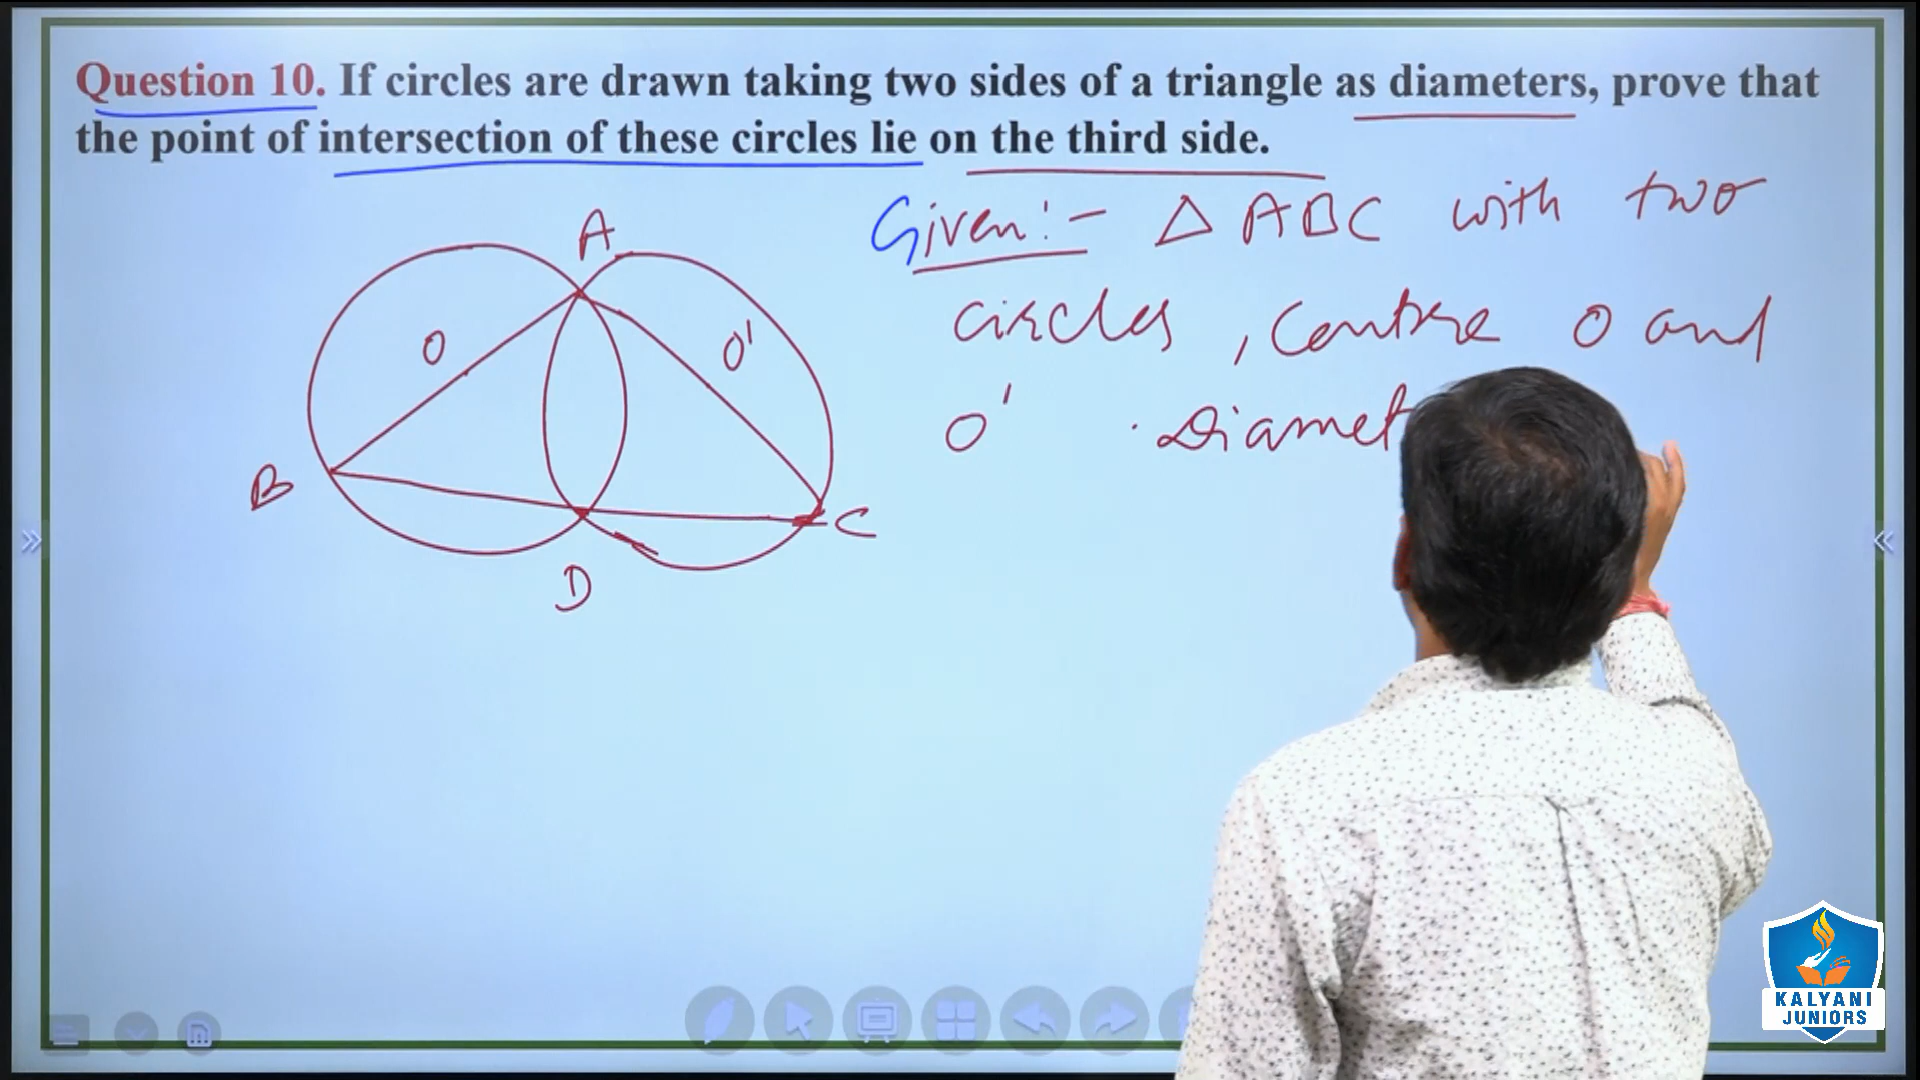 Question 10. If circles are drawn taking two sides of a triangle as diameters, prove that
the point of intersection of these circles lie on the third side.
Given:- △ ABC with two
circles, Centre O and
O' . Diamet
A
O
O'
B
C
D
KALYANI
JUNIORS